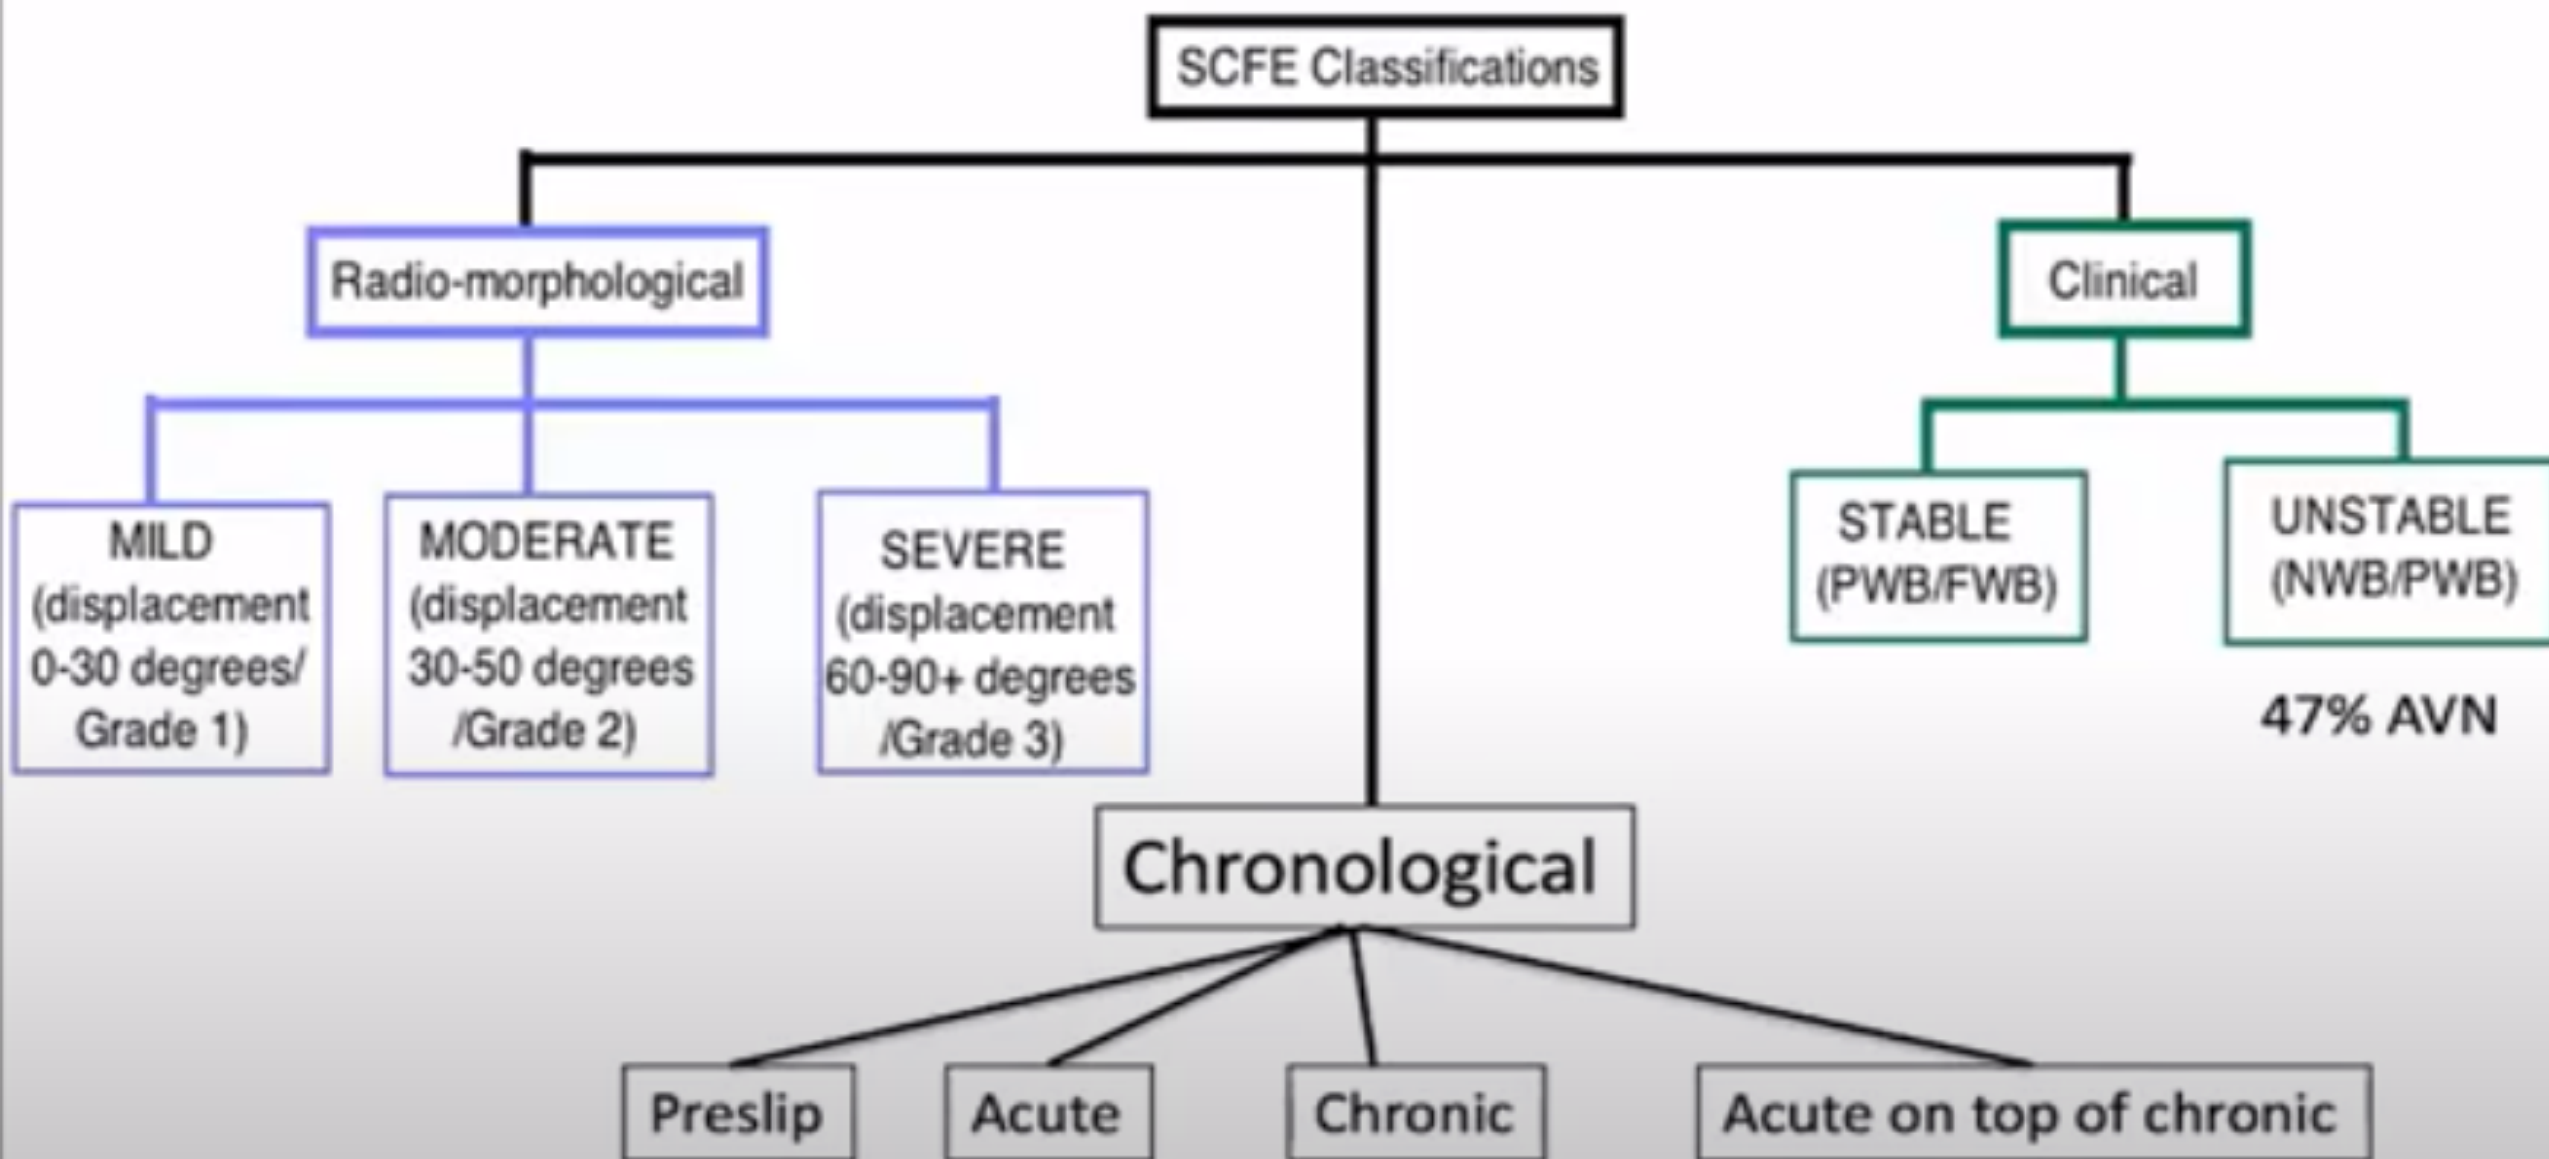 SCFE Classifications
Radio-morphological
Clinical
MILD
(displacement
0-30 degrees/
Grade 1)
MODERATE
(displacement
30-50 degrees
/Grade 2)
SEVERE
(displacement
60-90+ degrees
/Grade 3)
STABLE
(PWB/FWB)
UNSTABLE
(NWB/PWB)
47% AVN
Chronological
Preslip
Acute
Chronic
Acute on top of chronic